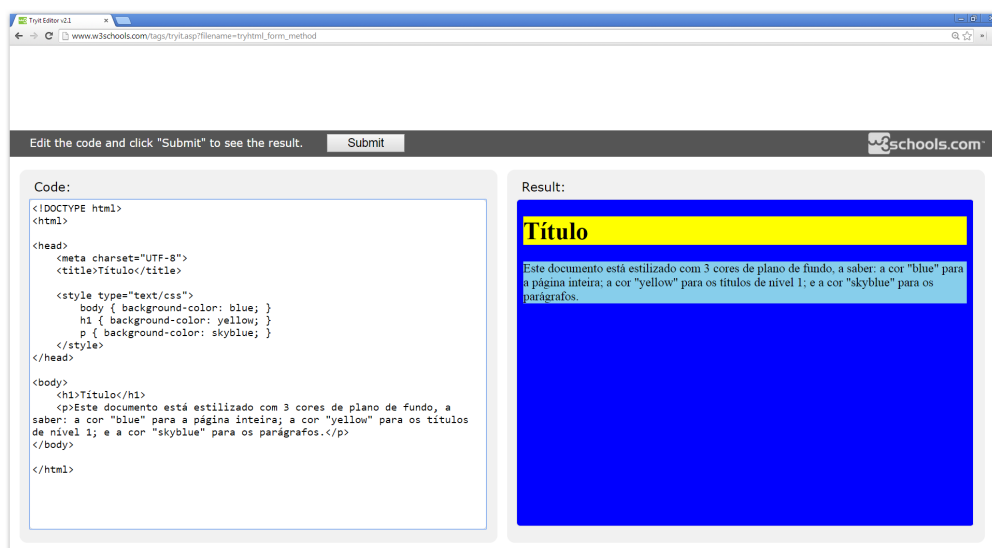 Tryit Editor v2.1
www.w3schools.com/tags/tryit.asp?filename=tryhtml_form_method
Edit the code and click "Submit" to see the result.
Submit
w3schools.com
Code:
<!DOCTYPE html>
<html>
<head>
<meta charset="UTF-8">
<title>Título</title>
<style type="text/css">
body { background-color: blue; }
h1 { background-color: yellow; }
p { background-color: skyblue; }
</style>
</head>
<body>
<h1>Título</h1>
<p>Este documento está estilizado com 3 cores de plano de fundo, a
saber: a cor "blue" para a página inteira; a cor "yellow" para os títulos
de nível 1; e a cor "skyblue" para os parágrafos.</p>
</body>
</html>
Result:
Título
Este documento está estilizado com 3 cores de plano de fundo, a saber: a cor "blue" para
a página inteira; a cor "yellow" para os títulos de nível 1; e a cor "skyblue" para os
parágrafos.